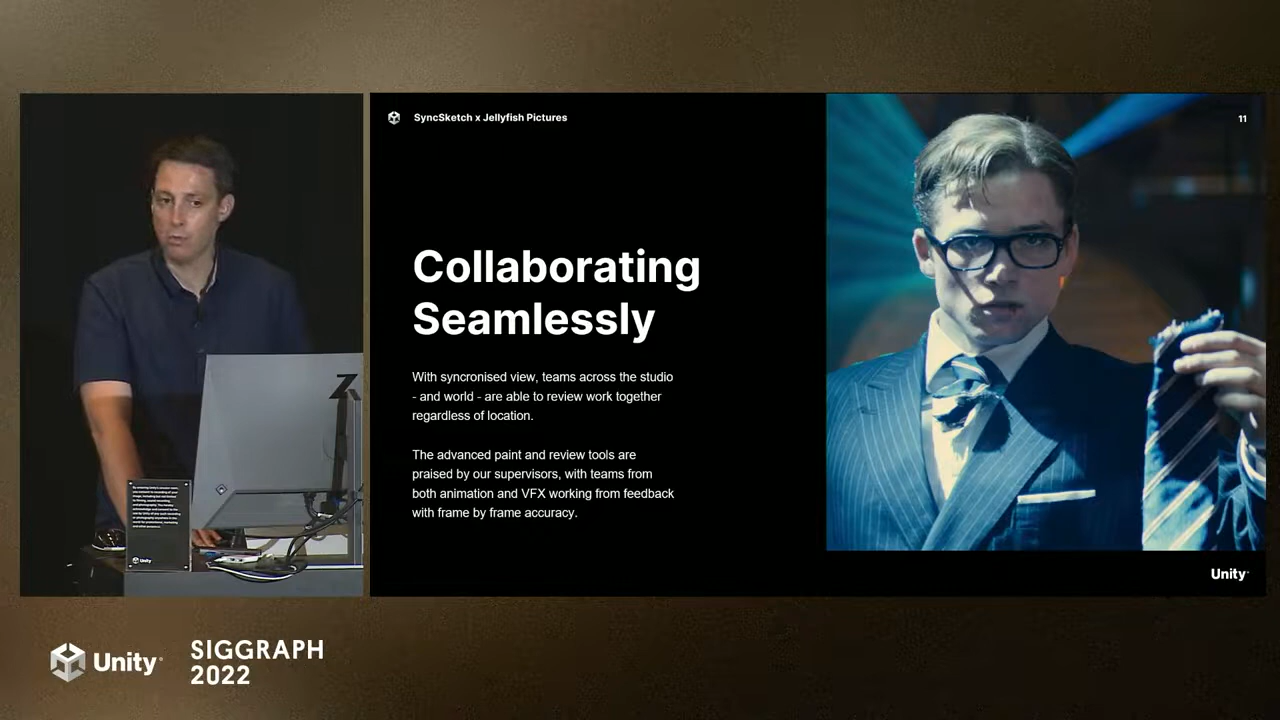 SyncSketch x Jellyfish Pictures
11
Collaborating
Seamlessly
With syncronised view, teams across the studio
- and world - are able to review work together
regardless of location.
The advanced paint and review tools are
praised by our supervisors, with teams from
both animation and VFX working from feedback
with frame by frame accuracy.
Unity
Z
Unity
Unity
SIGGRAPH
2022